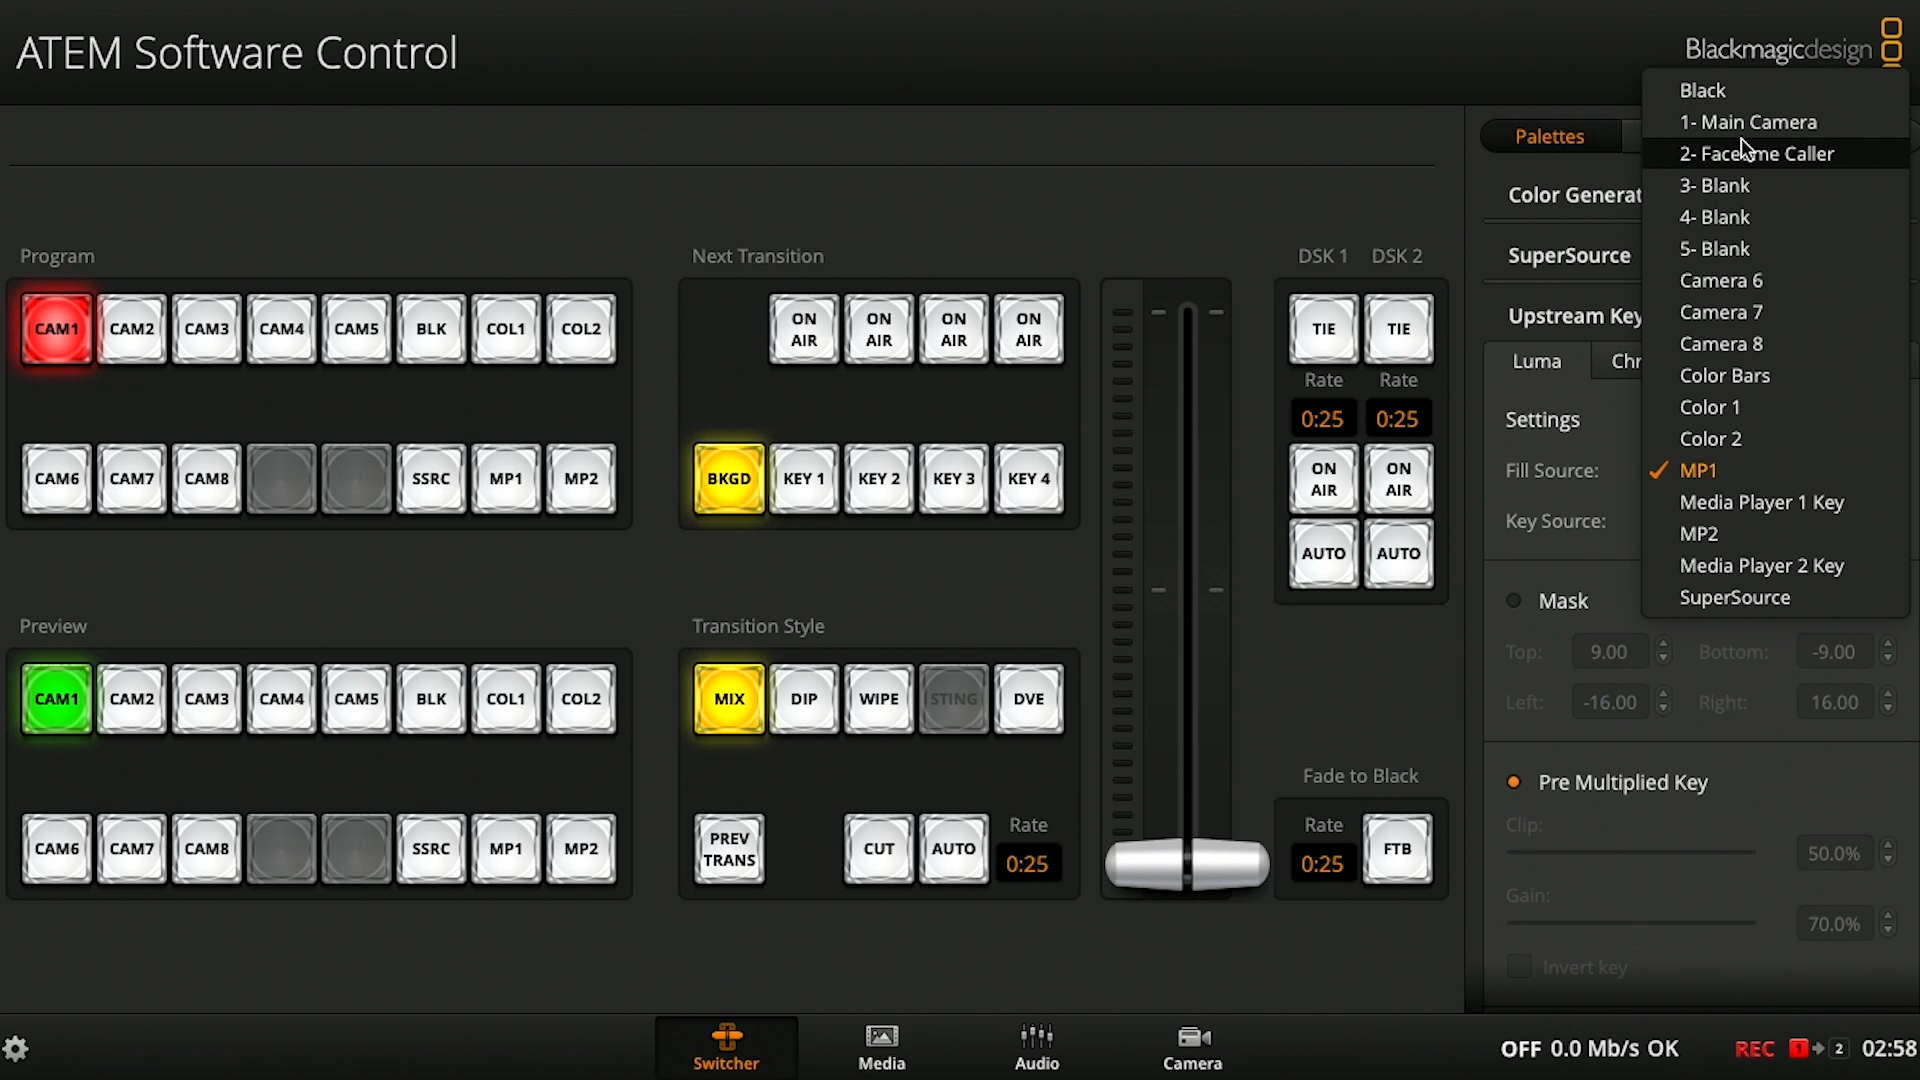 ATEM Software Control
Blackmagicdesign
Palettes
Color Generat
SuperSource
Upstream Key
Luma
Chr
Settings
Fill Source:
Key Source:
Black
1- Main Camera
2- Facetime Caller
3- Blank
4- Blank
5- Blank
Camera 6
Camera 7
Camera 8
Color Bars
Color 1
Color 2
MP1
Media Player 1 Key
MP2
Media Player 2 Key
SuperSource
Program
CAM1 CAM2 CAM3 CAM4 CAM5 BLK COL1 COL2
CAM6 CAM7 CAM8 SSRC MP1 MP2
Next Transition
ON AIR ON AIR ON AIR ON AIR
BKGD KEY 1 KEY 2 KEY 3 KEY 4
DSK 1 DSK 2
TIE TIE
Rate Rate
0:25 0:25
ON AIR ON AIR
AUTO AUTO
Preview
CAM1 CAM2 CAM3 CAM4 CAM5 BLK COL1 COL2
CAM6 CAM7 CAM8 SSRC MP1 MP2
Transition Style
MIX DIP WIPE STING DVE
PREV TRANS CUT AUTO
Rate
0:25
Fade to Black
Rate
0:25
FTB
Mask
Top: 9.00 Bottom: -9.00
Left: -16.00 Right: 16.00
Pre Multiplied Key
Clip:
50.0%
Gain:
70.0%
Invert key
Switcher
Media
Audio
Camera
OFF 0.0 Mb/s OK
REC 1 2 02:58